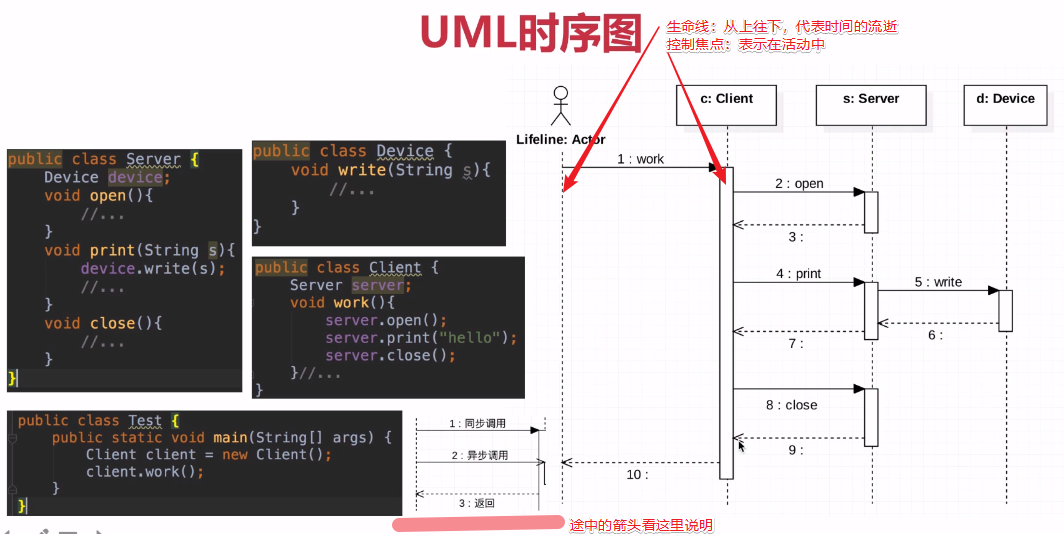 UML时序图
生命线：从上往下，代表时间的流逝
控制焦点：表示在活动中
public class Server {
Device device;
void open(){
//...
}
void print(String s){
device.write(s);
//...
}
void close(){
//...
}
}
public class Device {
void write(String s){
//...
}
}
public class Client {
Server server;
void work(){
server.open();
server.print("hello");
server.close();
}//...
}
public class Test {
public static void main(String[] args) {
Client client = new Client();
client.work();
}
}
1 : 同步调用
2 : 异步调用
3 : 返回
途中的箭头看这里说明
Lifeline: Actor
c: Client
s: Server
d: Device
1 : work
2 : open
3 :
4 : print
5 : write
6 :
7 :
8 : close
9 :
10 :